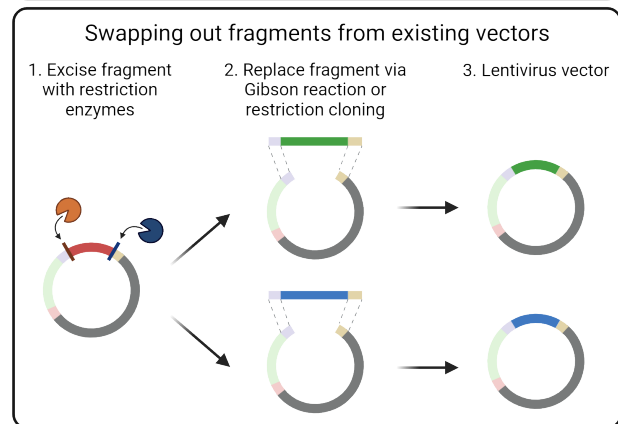 Swapping out fragments from existing vectors
1. Excise fragment
with restriction
enzymes
2. Replace fragment via
Gibson reaction or
restriction cloning
3. Lentivirus vector